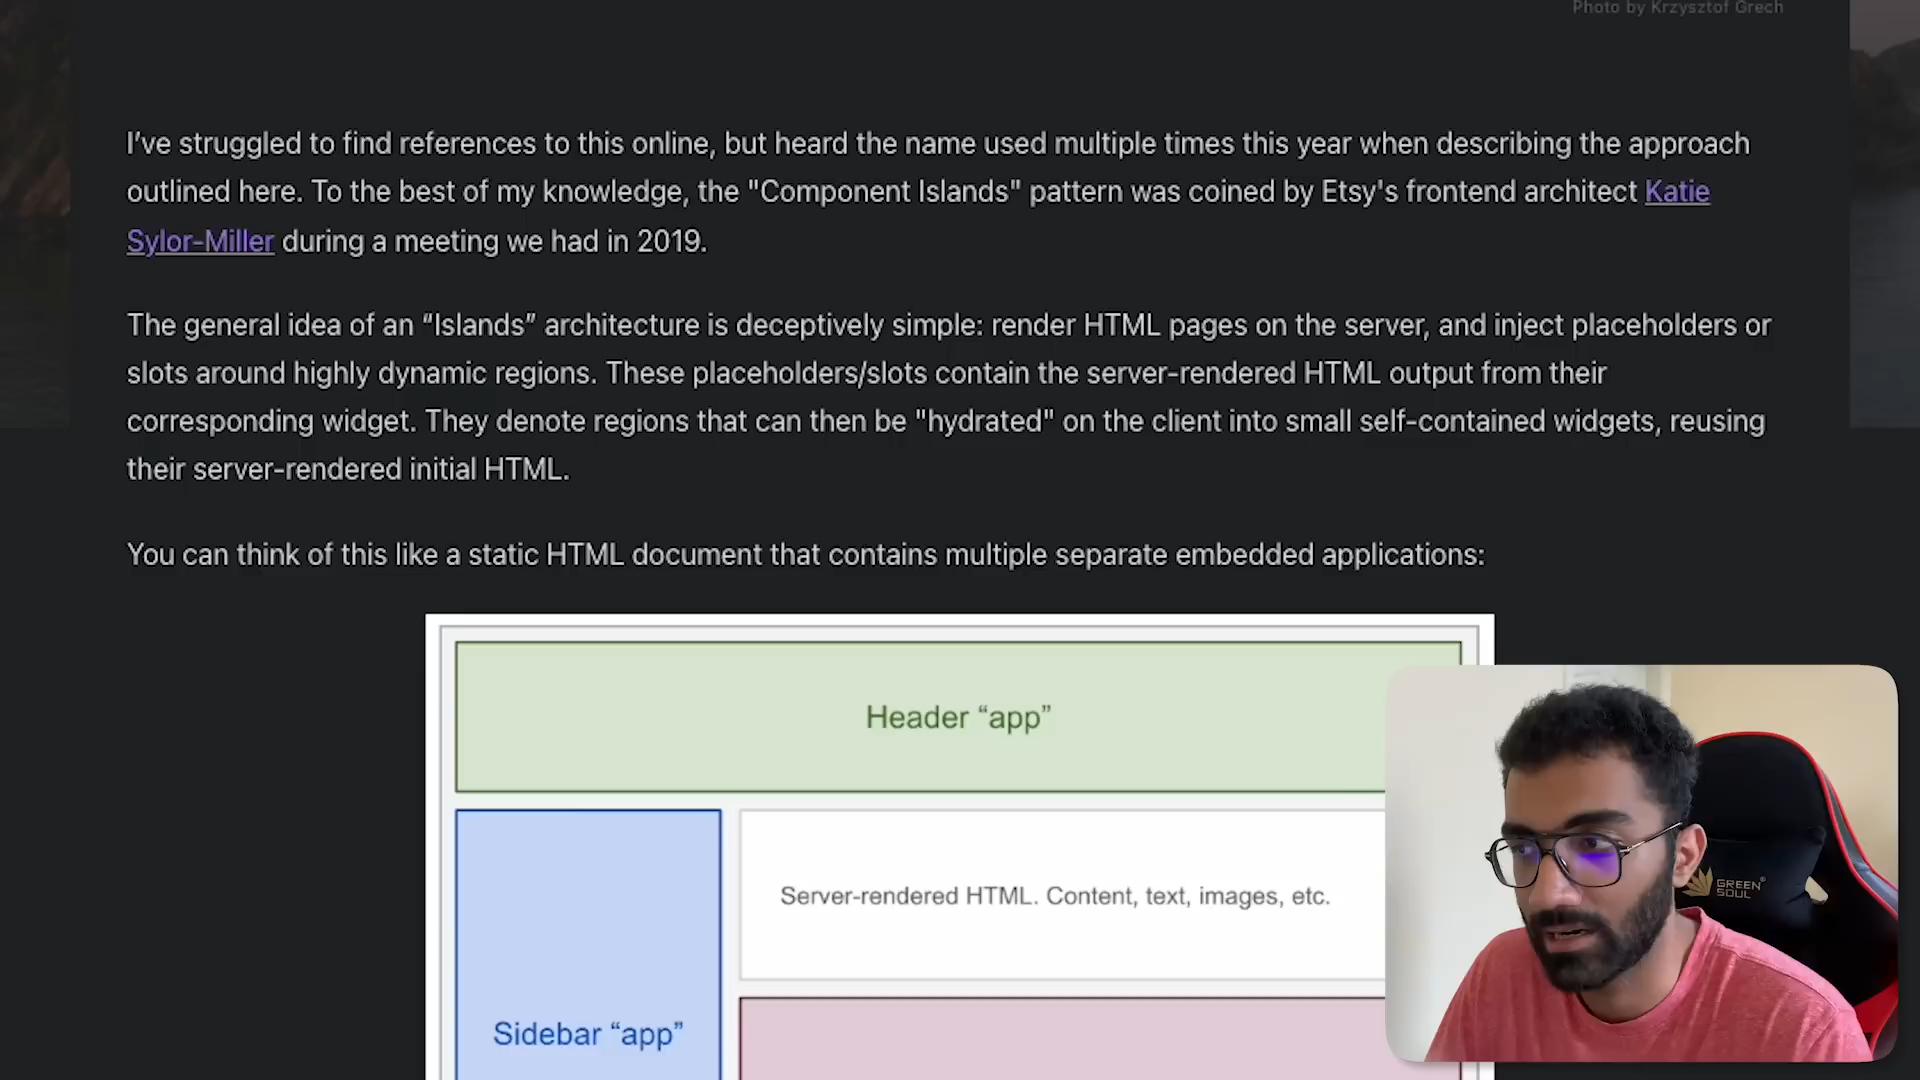 Photo by Krzysztof Grech
I've struggled to find references to this online, but heard the name used multiple times this year when describing the approach
outlined here. To the best of my knowledge, the "Component Islands" pattern was coined by Etsy's frontend architect Katie
Sylor-Miller during a meeting we had in 2019.
The general idea of an “Islands” architecture is deceptively simple: render HTML pages on the server, and inject placeholders or
slots around highly dynamic regions. These placeholders/slots contain the server-rendered HTML output from their
corresponding widget. They denote regions that can then be "hydrated" on the client into small self-contained widgets, reusing
their server-rendered initial HTML.
You can think of this like a static HTML document that contains multiple separate embedded applications:
Header “app”
Server-rendered HTML. Content, text, images, etc.
Sidebar “app”
GREEN
SOUL